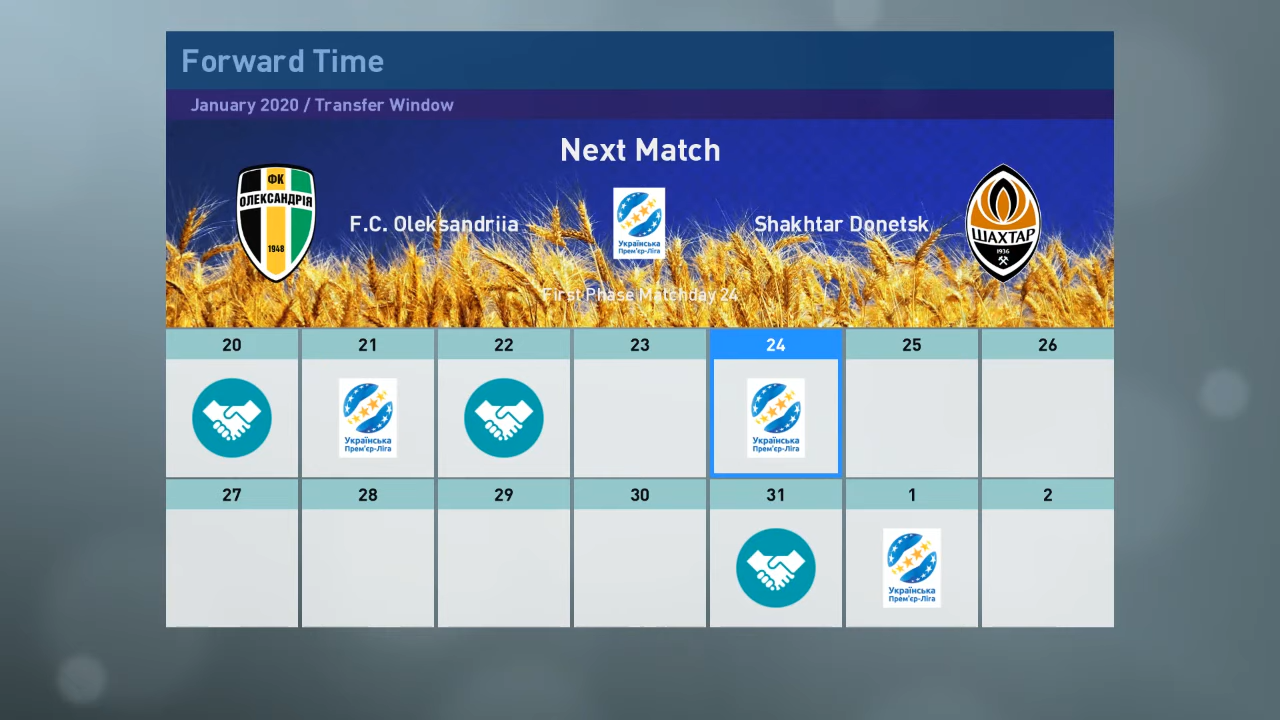 Forward Time
January 2020 / Transfer Window
Next Match
ФК
ОЛЕКСАНДРІЯ
1948
F.C. Oleksandriia
Українська
Прем'єр-Ліга
Shakhtar Donetsk
ШАХТАР
1936
First Phase Matchday 24
20 21 22 23 24 25 26
Українська
Прем'єр-Ліга
Українська
Прем'єр-Ліга
27 28 29 30 31 1 2
Українська
Прем'єр-Ліга